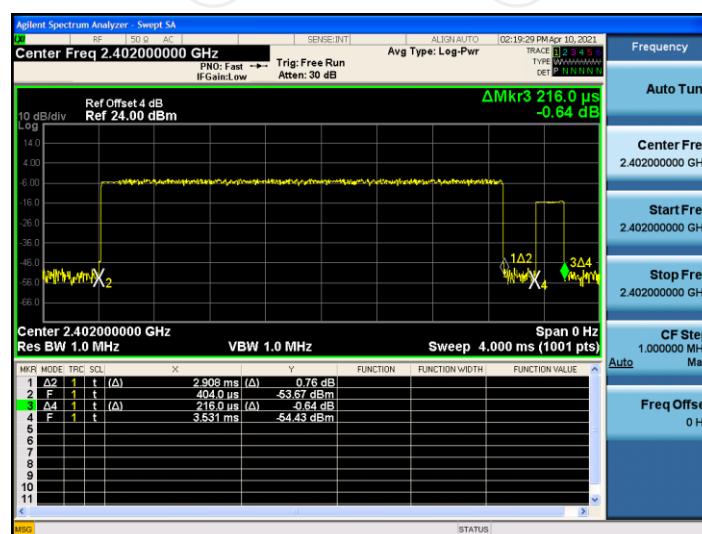 Agilent Spectrum Analyzer - Swept SA
RF 50 Ω AC SENSE:INT ALIGN AUTO 02:19:29 PM Apr 10, 2021
Center Freq 2.402000000 GHz
PNO: Fast
IFGain:Low
Trig: Free Run
Atten: 30 dB
Avg Type: Log-Pwr
TRACE 1 2 3 4 5 6
TYPE
DET P N N N N N
ΔMkr3 216.0 µs
-0.64 dB
Ref Offset 4 dB
10 dB/div Ref 24.00 dBm
Log
14.0
4.00
-6.00
-16.0
-26.0
-36.0
-46.0
-56.0
-66.0
2
1Δ2
4
3Δ4
Center 2.402000000 GHz Span 0 Hz
Res BW 1.0 MHz VBW 1.0 MHz Sweep 4.000 ms (1001 pts)
MKR MODE TRC SCL X Y FUNCTION FUNCTION WIDTH FUNCTION VALUE
1 Δ2 1 t (Δ) 2.908 ms (Δ) 0.76 dB
2 F 1 t 404.0 µs -53.67 dBm
3 Δ4 1 t (Δ) 216.0 µs (Δ) -0.64 dB
4 F 1 t 3.531 ms -54.43 dBm
5
6
7
8
9
10
11
MSG STATUS
Frequency
Auto Tun
Center Fre
2.402000000 GH
Start Fre
2.402000000 GH
Stop Fre
2.402000000 GH
CF Ste
1.000000 MH
Auto Ma
Freq Offse
0 H